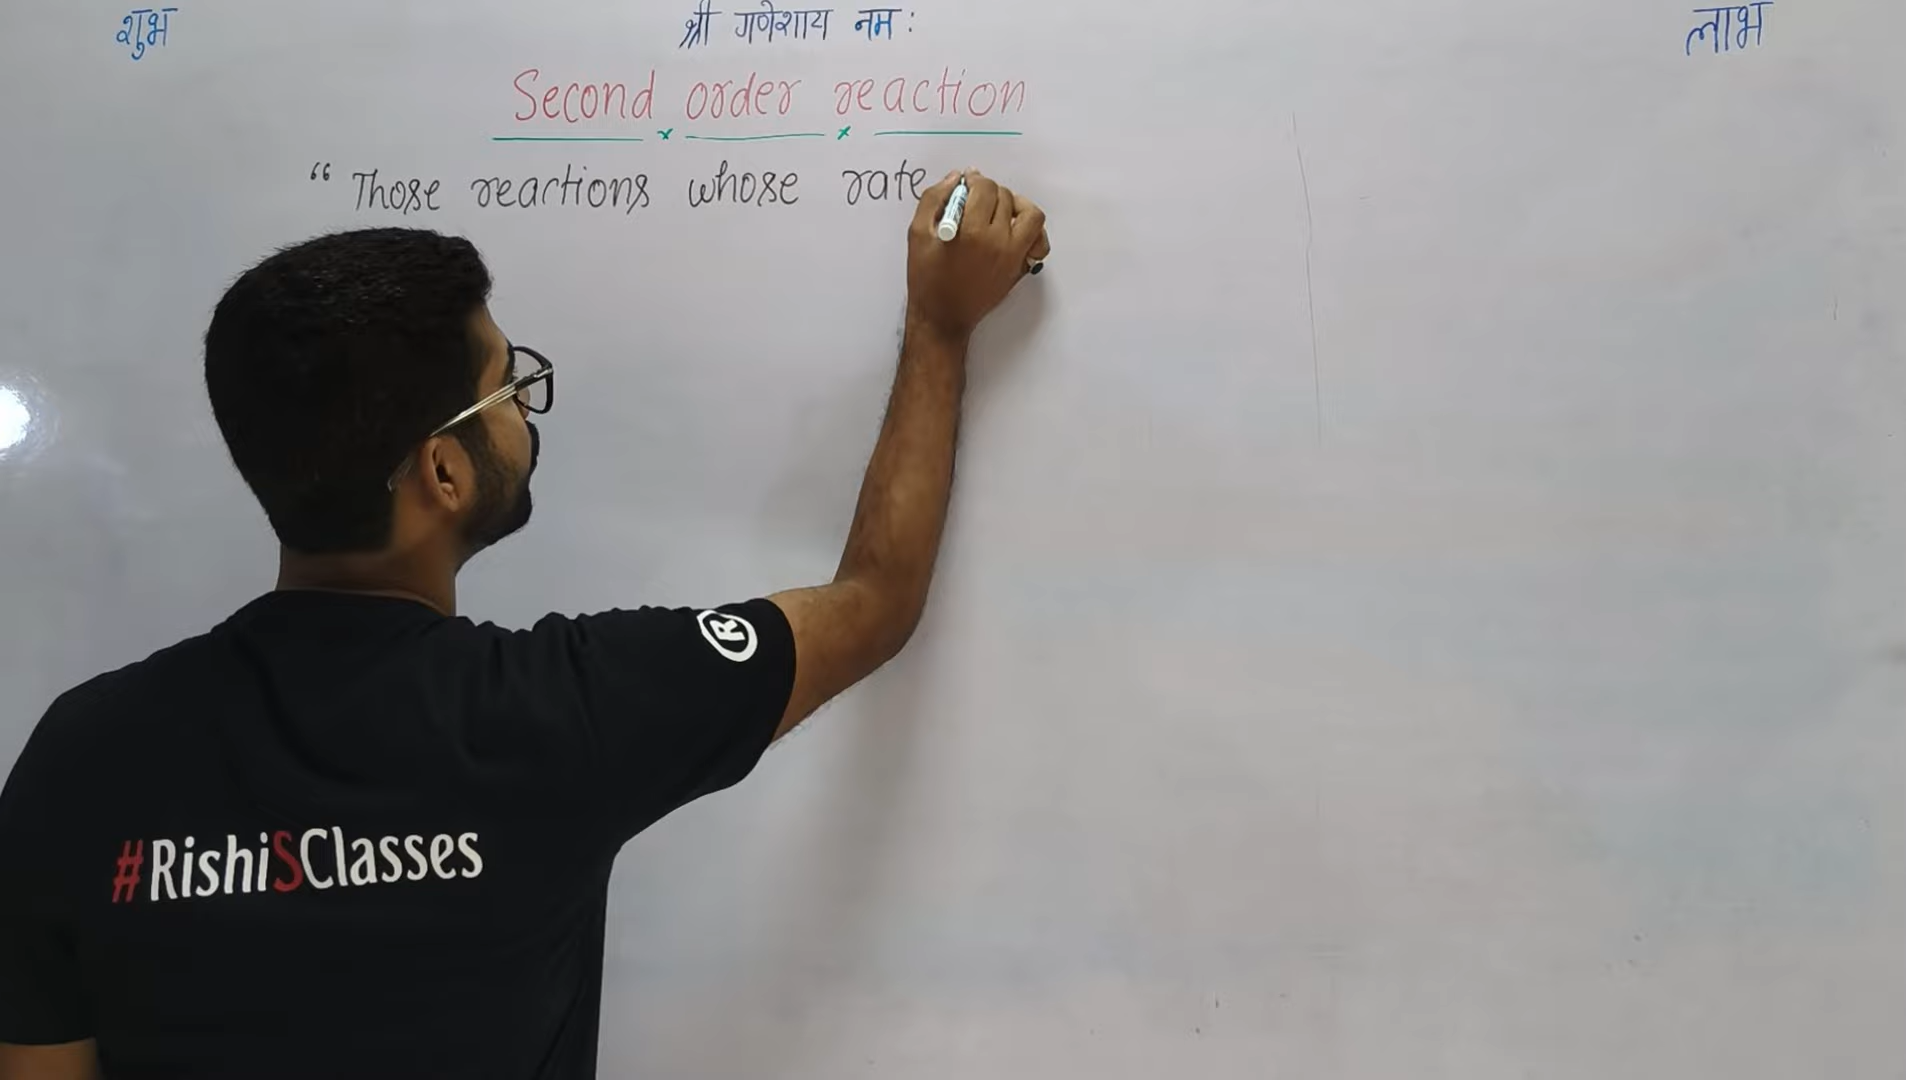 शुभ श्री गणेशाय नम: लाभ
Second order reaction
“ Those reactions whose rate
R
#RishiSClasses